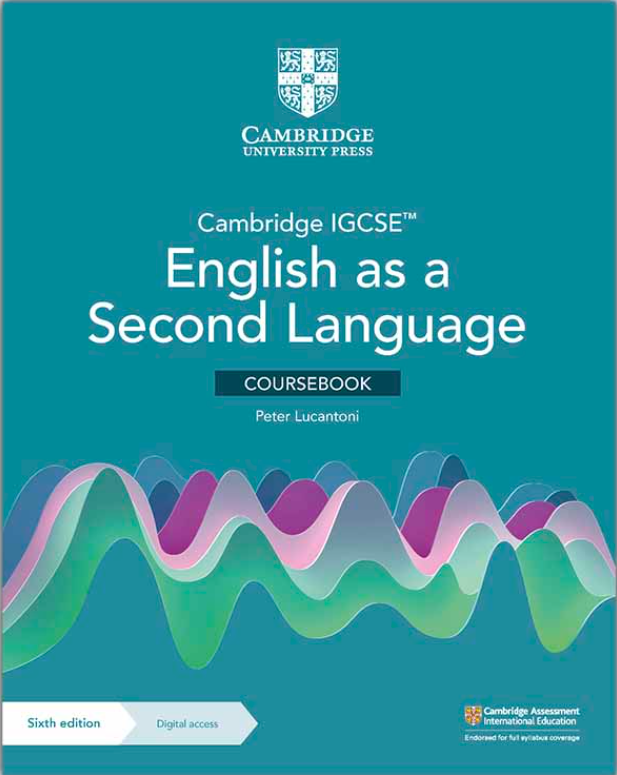 CAMBRIDGE
UNIVERSITY PRESS
Cambridge IGCSE™
English as a
Second Language
COURSEBOOK
Peter Lucantoni
Sixth edition
Digital access
Cambridge Assessment
International Education
Endorsed for full syllabus coverage